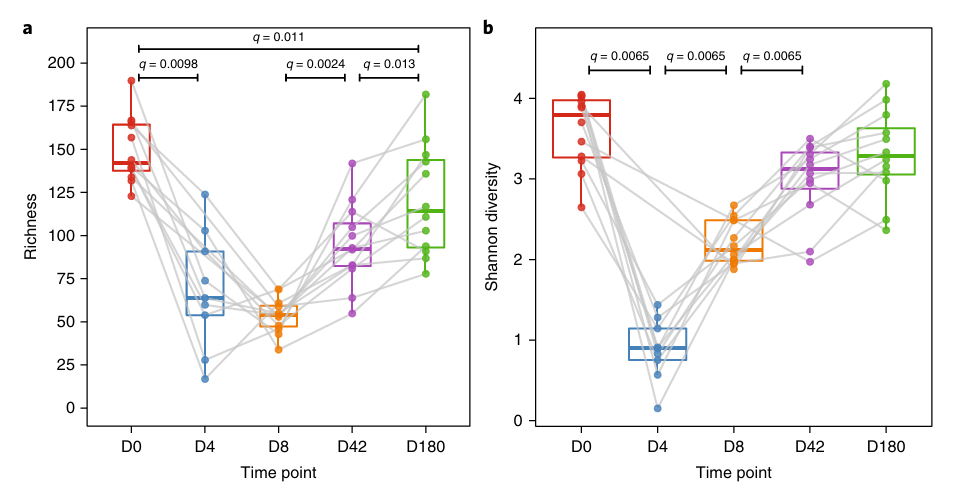 a
q = 0.011
q = 0.0098
q = 0.0024
q = 0.013
200
175
150
125
100
75
50
25
0
Richness
D0
D4
D8
D42
D180
Time point
b
q = 0.0065
q = 0.0065
q = 0.0065
4
3
2
1
0
Shannon diversity
D0
D4
D8
D42
D180
Time point